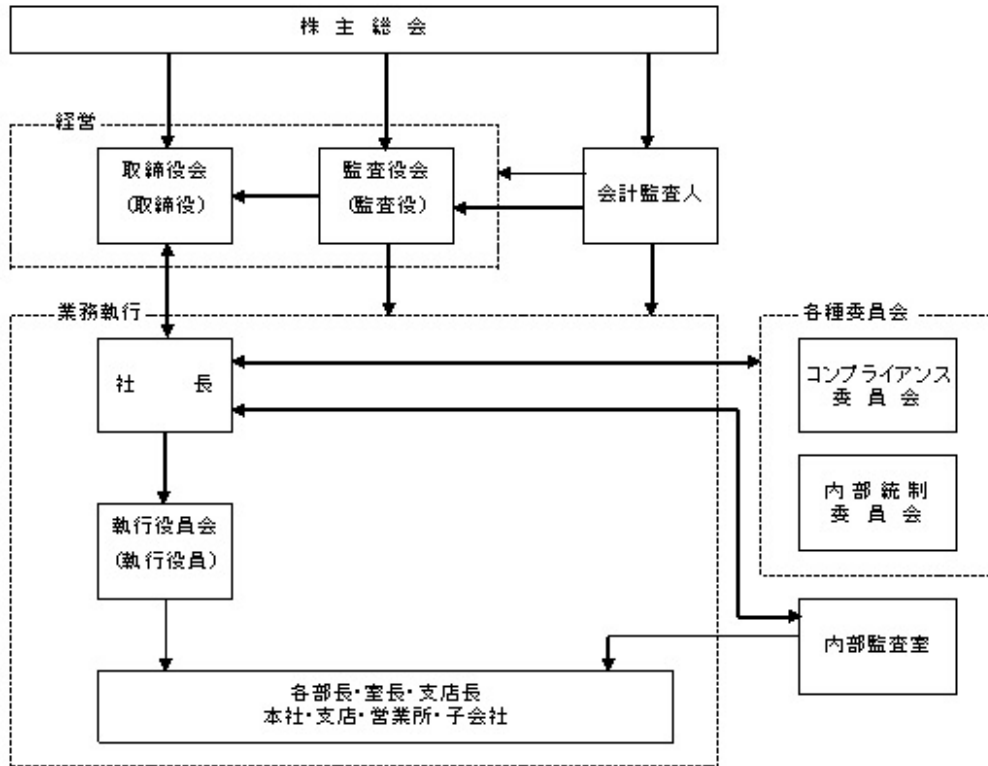 株主総会
経営
取締役会
(取締役)
監査役会
(監査役)
会計監査人
業務執行
各種委員会
社長
コンプライアンス
委員会
内部統制
委員会
執行役員会
(執行役員)
内部監査室
各部長・室長・支店長
本社・支店・営業所・子会社